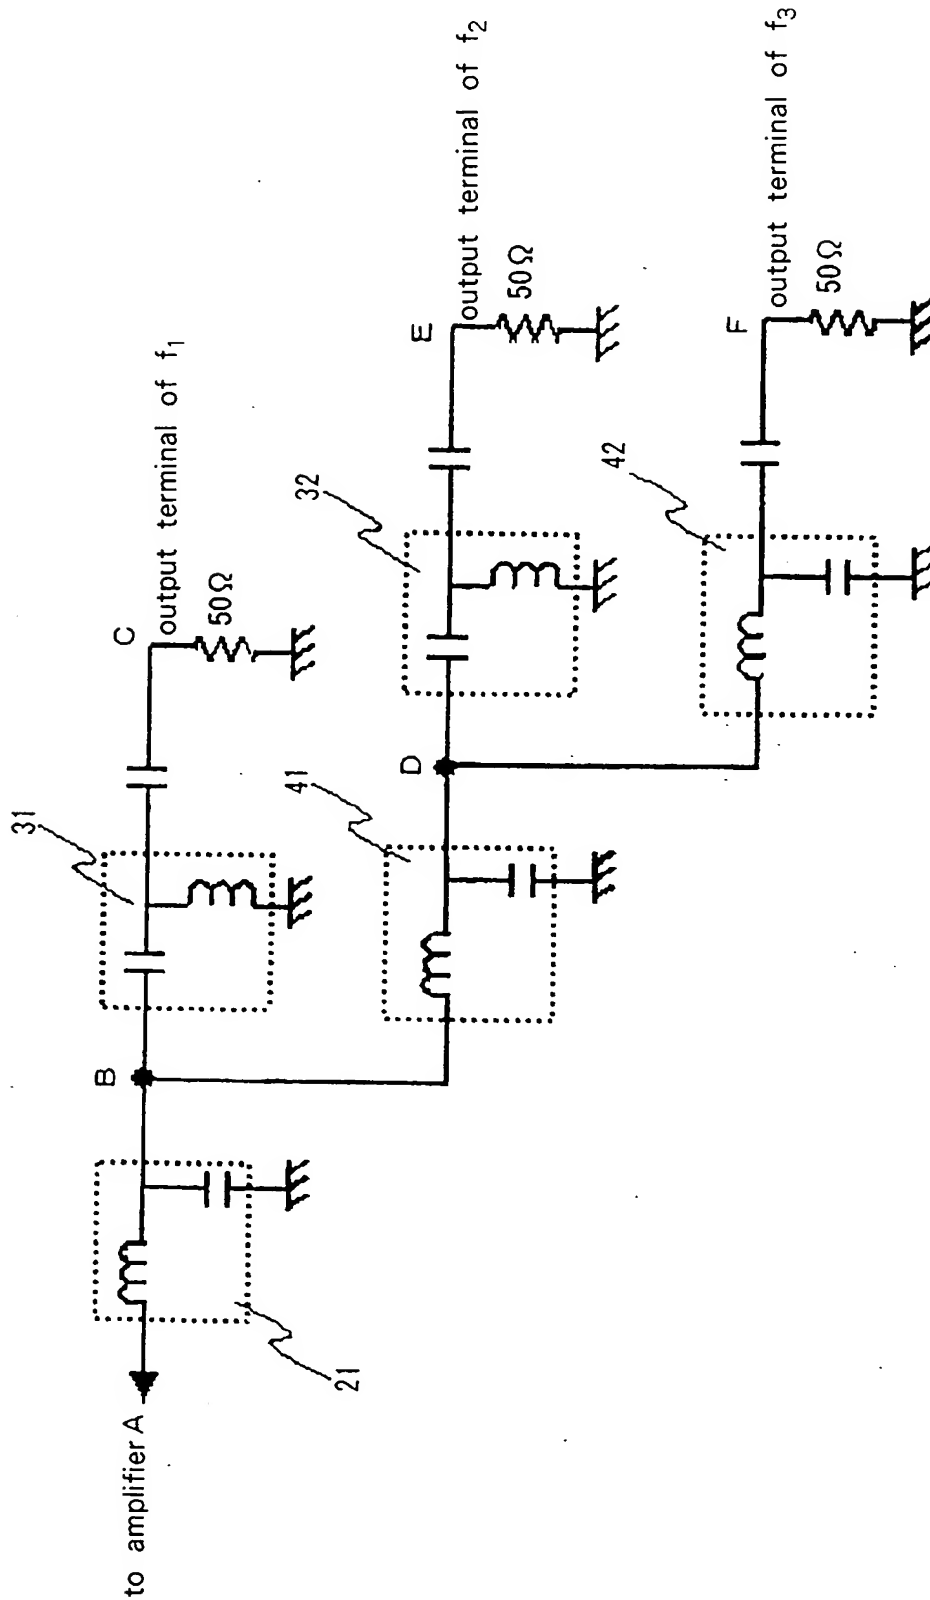 to amplifier A
21
B
31
C
output terminal of f₁
50Ω
41
D
32
E
output terminal of f₂
50Ω
42
F
output terminal of f₃
50Ω